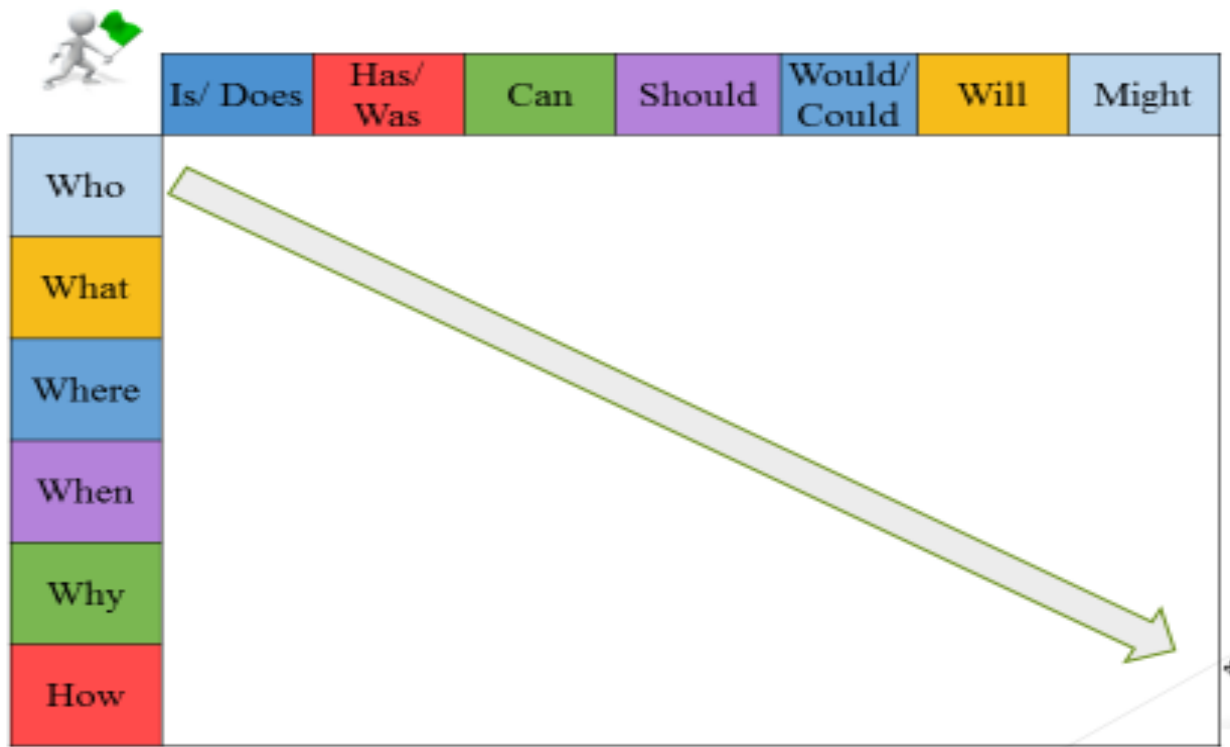 Is/ Does
Has/
Was
Can
Should
Would/
Could
Will
Might
Who
What
Where
When
Why
How